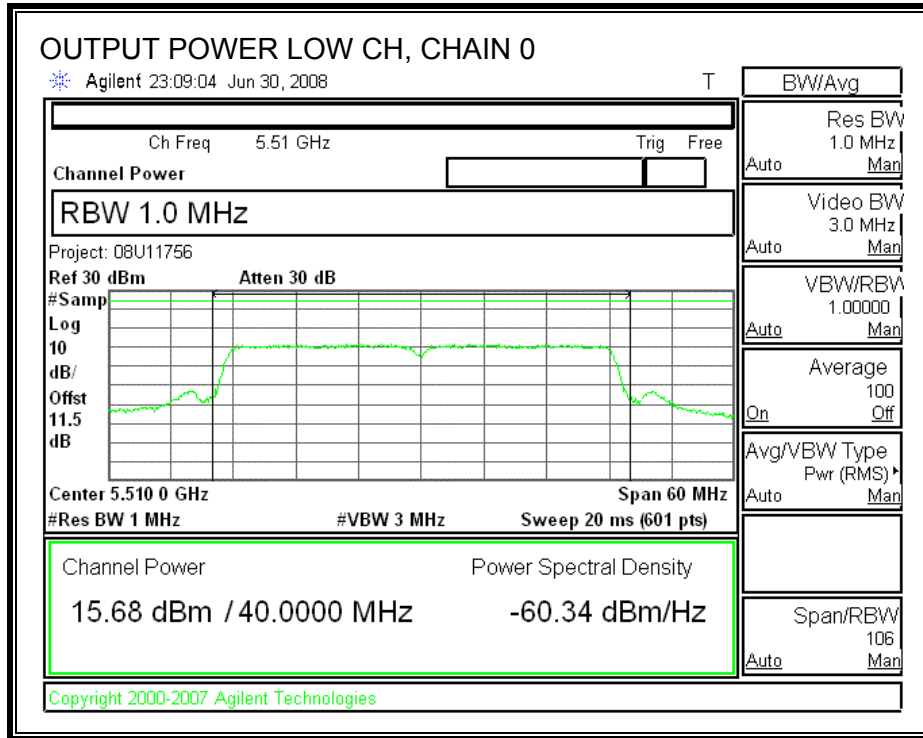 OUTPUT POWER LOW CH, CHAIN 0
Agilent 23:09:04 Jun 30, 2008 T
BW/Avg
Ch Freq 5.51 GHz Trig Free
Channel Power
RBW 1.0 MHz
Project: 08U11756
Ref 30 dBm Atten 30 dB
#Samp
Log
10
dB/
Offst
11.5
dB
Center 5.510 0 GHz Span 60 MHz
#Res BW 1 MHz #VBW 3 MHz Sweep 20 ms (601 pts)
Channel Power Power Spectral Density
15.68 dBm / 40.0000 MHz -60.34 dBm/Hz
Copyright 2000-2007 Agilent Technologies
Res BW
1.0 MHz
Auto Man
Video BW
3.0 MHz
Auto Man
VBW/RBW
1.00000
Auto Man
Average
100
On Off
Avg/VBW Type
Pwr (RMS)
Auto Man
Span/RBW
106
Auto Man